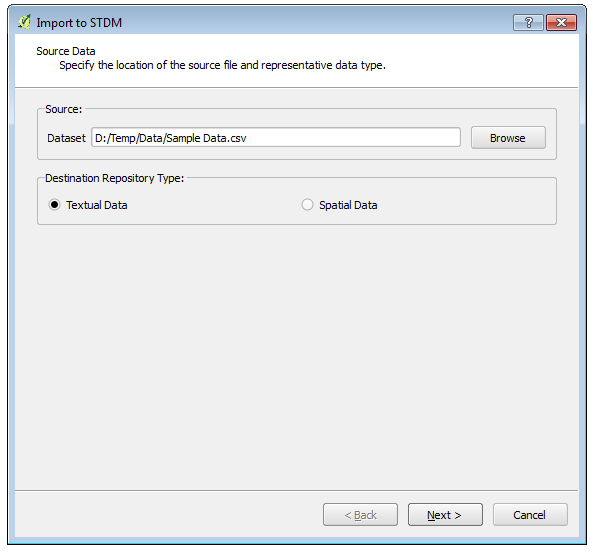 Import to STDM
Source Data
Specify the location of the source file and representative data type.
Source:
Dataset D:/Temp/Data/Sample Data.csv Browse
Destination Repository Type:
Textual Data Spatial Data
< Back Next > Cancel